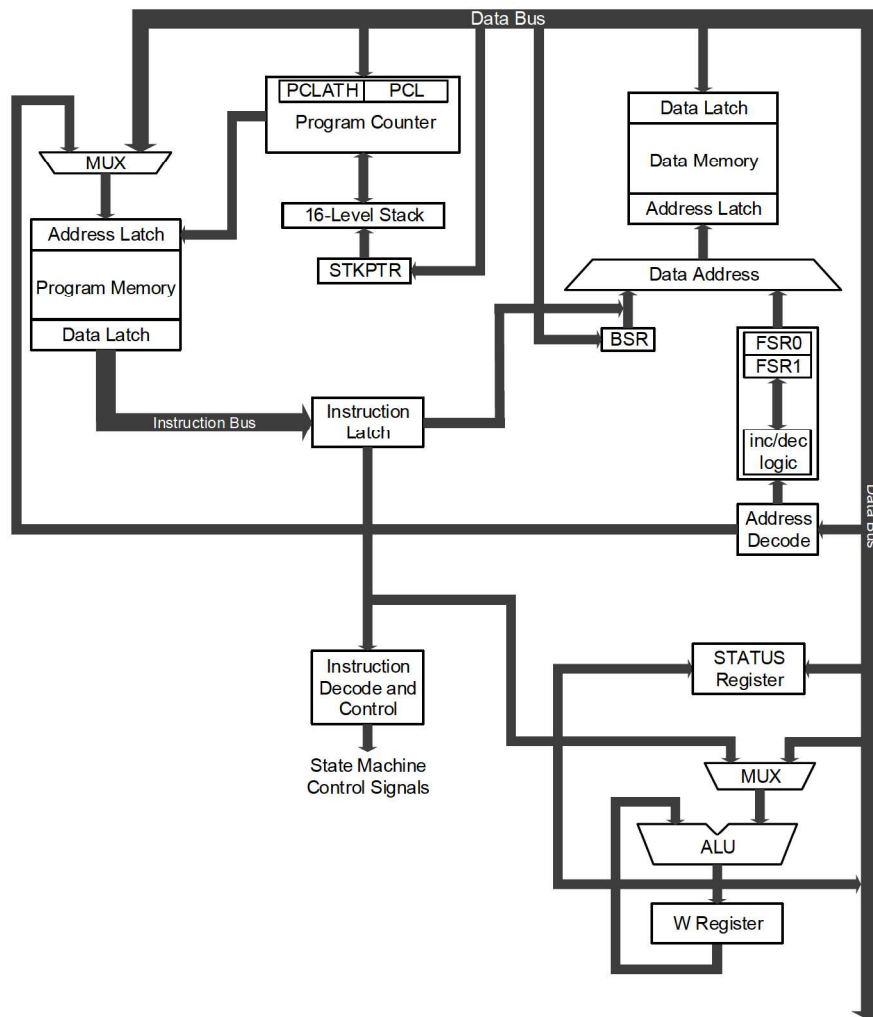 Data Bus
PCLATH
PCL
Program Counter
Data Latch
Data Memory
Address Latch
MUX
16-Level Stack
Address Latch
Program Memory
Data Latch
STKPTR
Data Address
BSR
FSR0
FSR1
inc/dec
logic
Instruction Bus
Instruction
Latch
Address
Decode
Data Bus
Instruction
Decode and
Control
STATUS
Register
State Machine
Control Signals
MUX
ALU
W Register